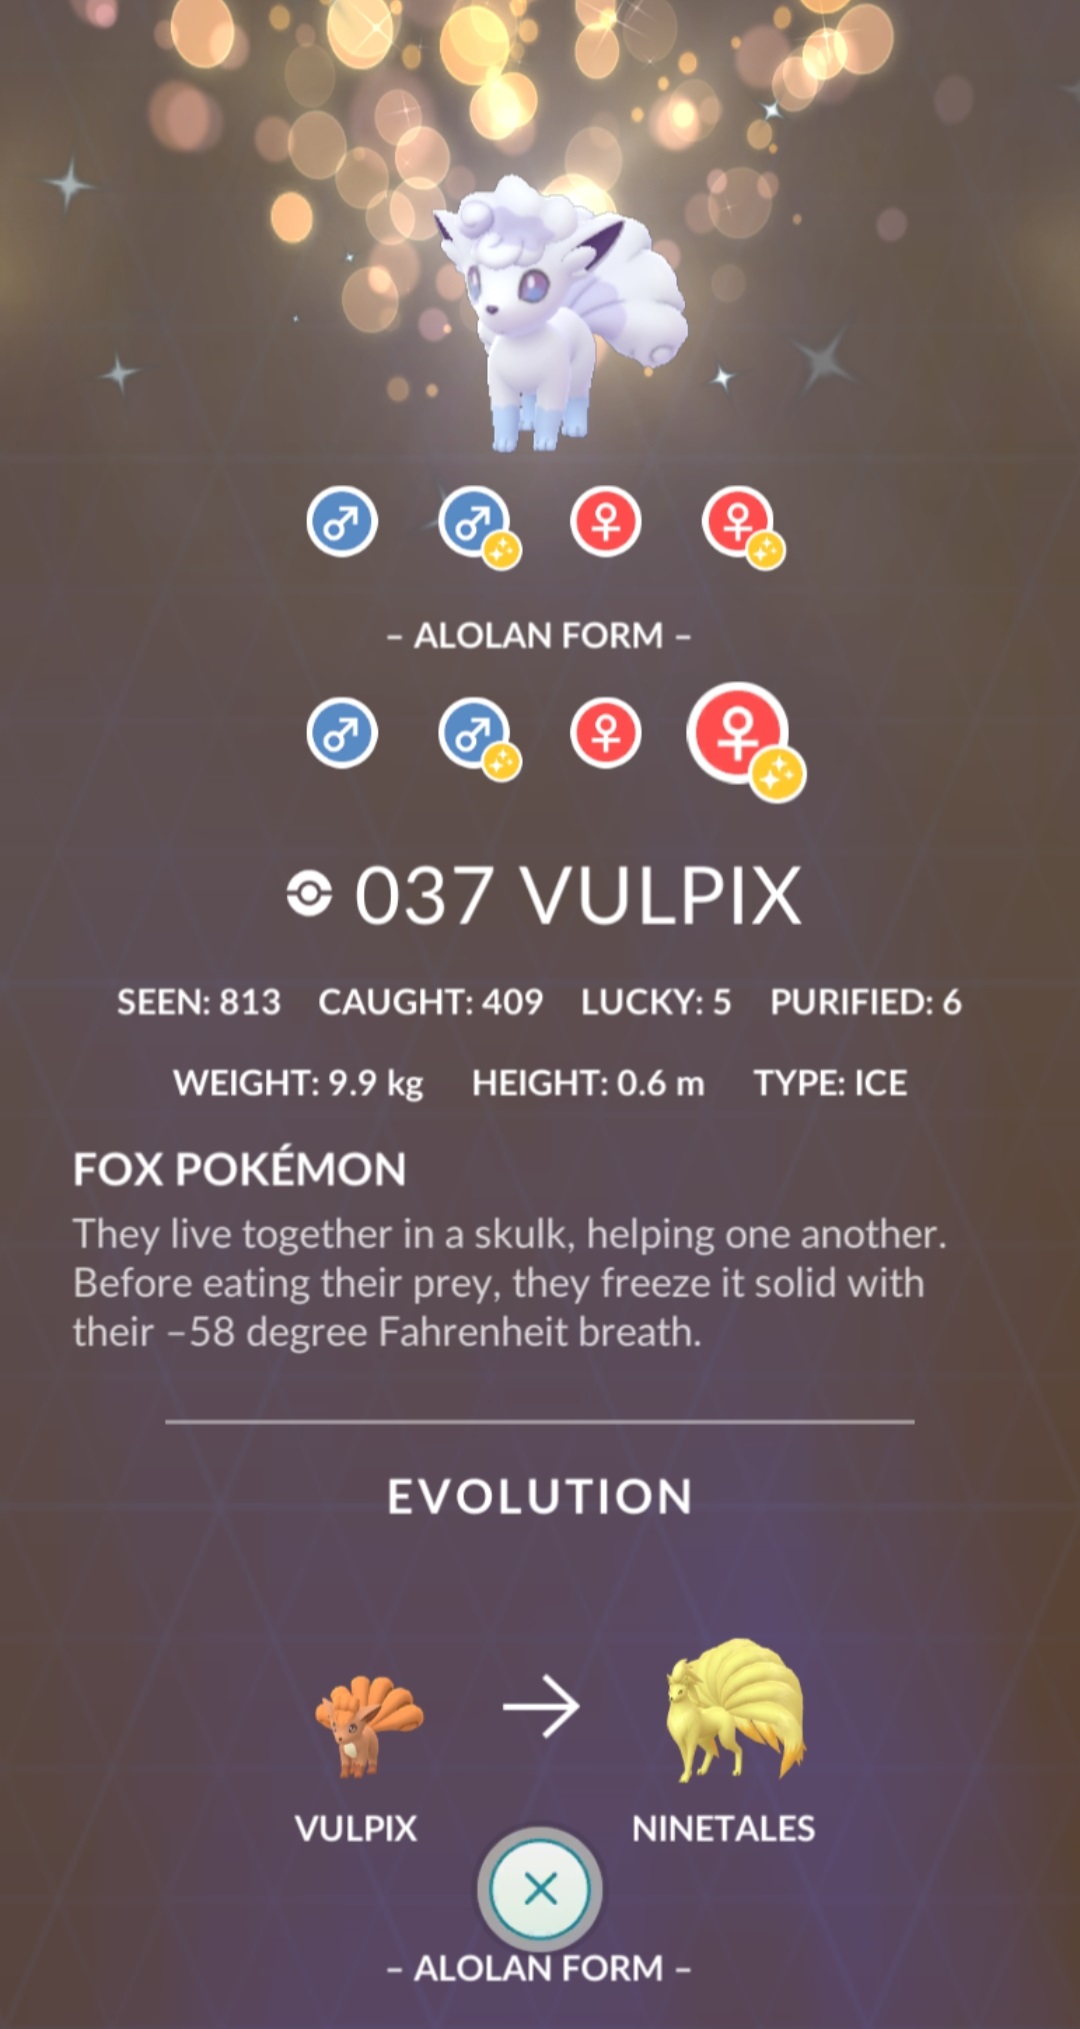 – ALOLAN FORM –
037 VULPIX
SEEN: 813 CAUGHT: 409 LUCKY: 5 PURIFIED: 6
WEIGHT: 9.9 kg HEIGHT: 0.6 m TYPE: ICE
FOX POKÉMON
They live together in a skulk, helping one another.
Before eating their prey, they freeze it solid with
their –58 degree Fahrenheit breath.
EVOLUTION
VULPIX NINETALES
– ALOLAN FORM –